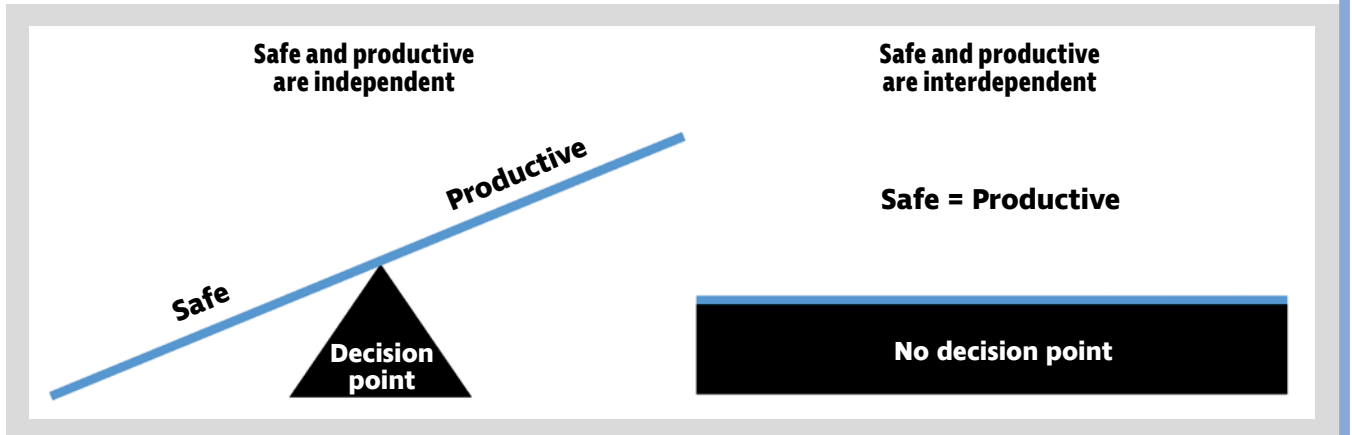 Safe and productive
are independent
Productive
Safe
Decision
point
Safe and productive
are interdependent
Safe = Productive
No decision point